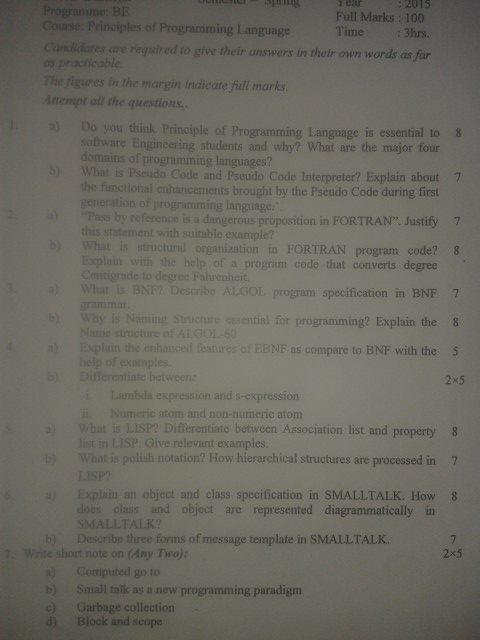 Semester – Spring Year : 2015
Programme: BE Full Marks : 100
Course: Principles of Programming Language Time : 3hrs.
Candidates are required to give their answers in their own words as far
as practicable.
The figures in the margin indicate full marks.
Attempt all the questions.
1. a) Do you think Principle of Programming Language is essential to 8
software Engineering students and why? What are the major four
domains of programming languages?
b) What is Pseudo Code and Pseudo Code Interpreter? Explain about 7
the functional enhancements brought by the Pseudo Code during first
generation of programming language.
2. a) “Pass by reference is a dangerous proposition in FORTRAN”. Justify 7
this statement with suitable example?
b) What is structural organization in FORTRAN program code? 8
Explain with the help of a program code that converts degree
Centigrade to degree Fahrenheit.
3. a) What is BNF? Describe ALGOL program specification in BNF 7
grammar.
b) Why is Naming Structure essential for programming? Explain the 8
Name structure of ALGOL-60
4. a) Explain the enhanced features of EBNF as compare to BNF with the 5
help of examples.
b) Differentiate between: 2×5
i. Lambda expression and s-expression
ii. Numeric atom and non-numeric atom
5. a) What is LISP? Differentiate between Association list and property 8
list in LISP. Give relevant examples.
b) What is polish notation? How hierarchical structures are processed in 7
LISP?
6. a) Explain an object and class specification in SMALLTALK. How 8
does class and object are represented diagrammatically in
SMALLTALK?
b) Describe three forms of message template in SMALLTALK. 7
7. Write short note on (Any Two): 2×5
a) Computed go to
b) Small talk as a new programming paradigm
c) Garbage collection
d) Block and scope